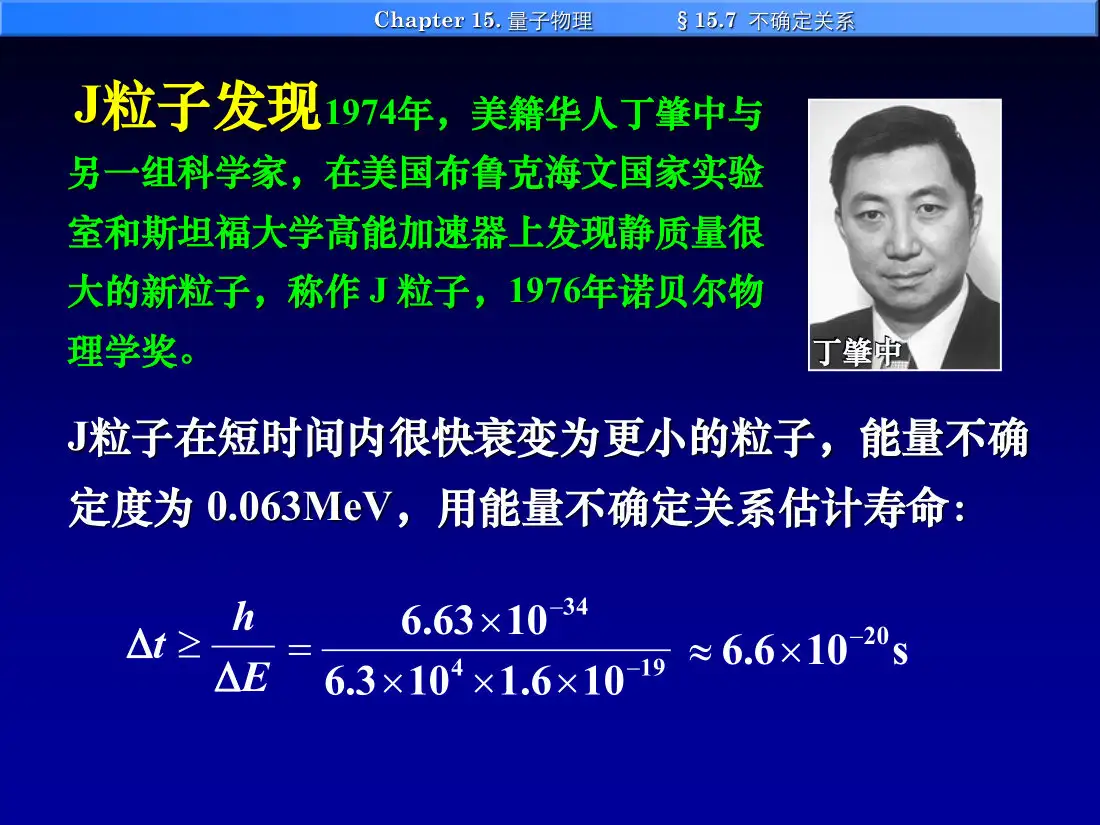 Chapter 15. 量子物理 §15.7 不确定关系
J粒子发现 1974年，美籍华人丁肇中与
另一组科学家，在美国布鲁克海文国家实验
室和斯坦福大学高能加速器上发现静质量很
大的新粒子，称作 J 粒子，1976年诺贝尔物
理学奖。
丁肇中
J粒子在短时间内很快衰变为更小的粒子，能量不确
定度为 0.063MeV，用能量不确定关系估计寿命：
Δt ≥ h/ΔE = 6.63×10⁻³⁴/(6.3×10⁴×1.6×10⁻¹⁹) ≈ 6.6×10⁻²⁰ s